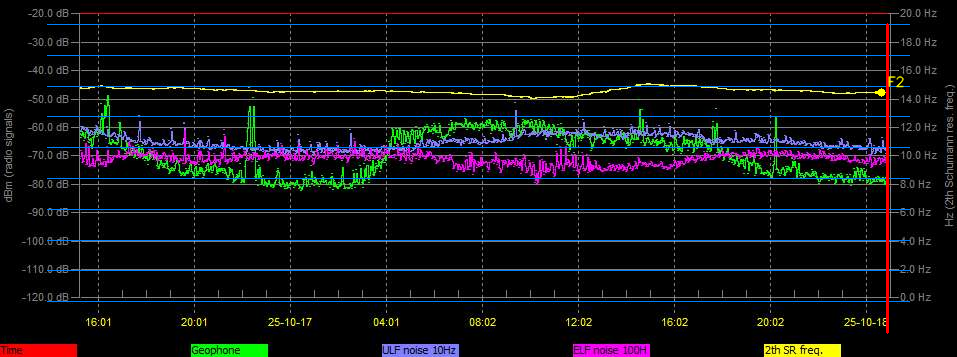 -20.0 dB 20.0 Hz
-30.0 dB 18.0 Hz
-40.0 dB 16.0 Hz
F2
-50.0 dB 14.0 Hz
-60.0 dB 12.0 Hz
-70.0 dB 10.0 Hz
-80.0 dB 8.0 Hz
-90.0 dB 6.0 Hz
-100.0 dB 4.0 Hz
-110.0 dB 2.0 Hz
-120.0 dB 0.0 Hz
dBm (radio signals)
Hz (2th Schumann res. freq.)
16:01 20:01 25-10-17 04:01 08:02 12:02 16:02 20:02 25-10-18
Time Geophone ULF noise 10Hz ELF noise 100H 2th SR freq.